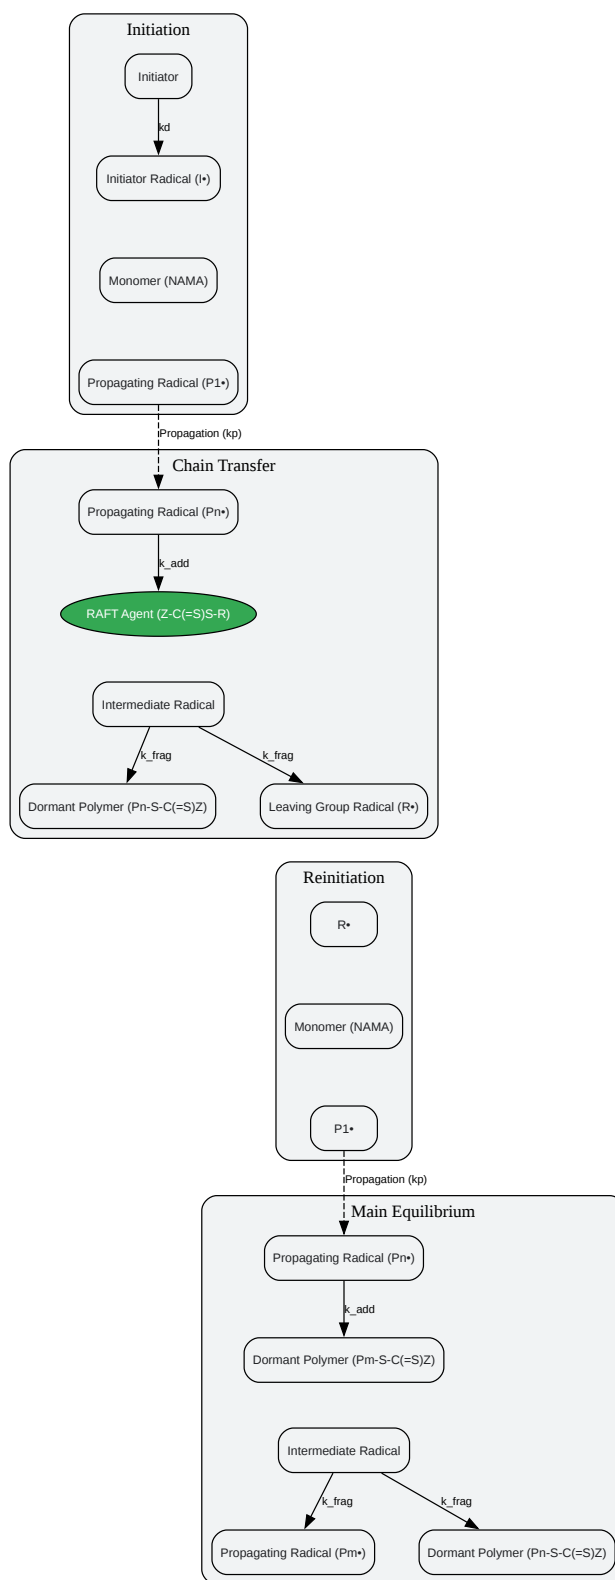 Initiation
Initiator
kd
Initiator Radical (I•)
Monomer (NAMA)
Propagating Radical (P1•)
Propagation (kp)
Chain Transfer
Propagating Radical (Pn•)
k_add
RAFT Agent (Z-C(=S)S-R)
Intermediate Radical
k_frag
k_frag
Dormant Polymer (Pn-S-C(=S)Z)
Leaving Group Radical (R•)
Reinitiation
R•
Monomer (NAMA)
P1•
Propagation (kp)
Main Equilibrium
Propagating Radical (Pn•)
k_add
Dormant Polymer (Pm-S-C(=S)Z)
Intermediate Radical
k_frag
k_frag
Propagating Radical (Pm•)
Dormant Polymer (Pn-S-C(=S)Z)